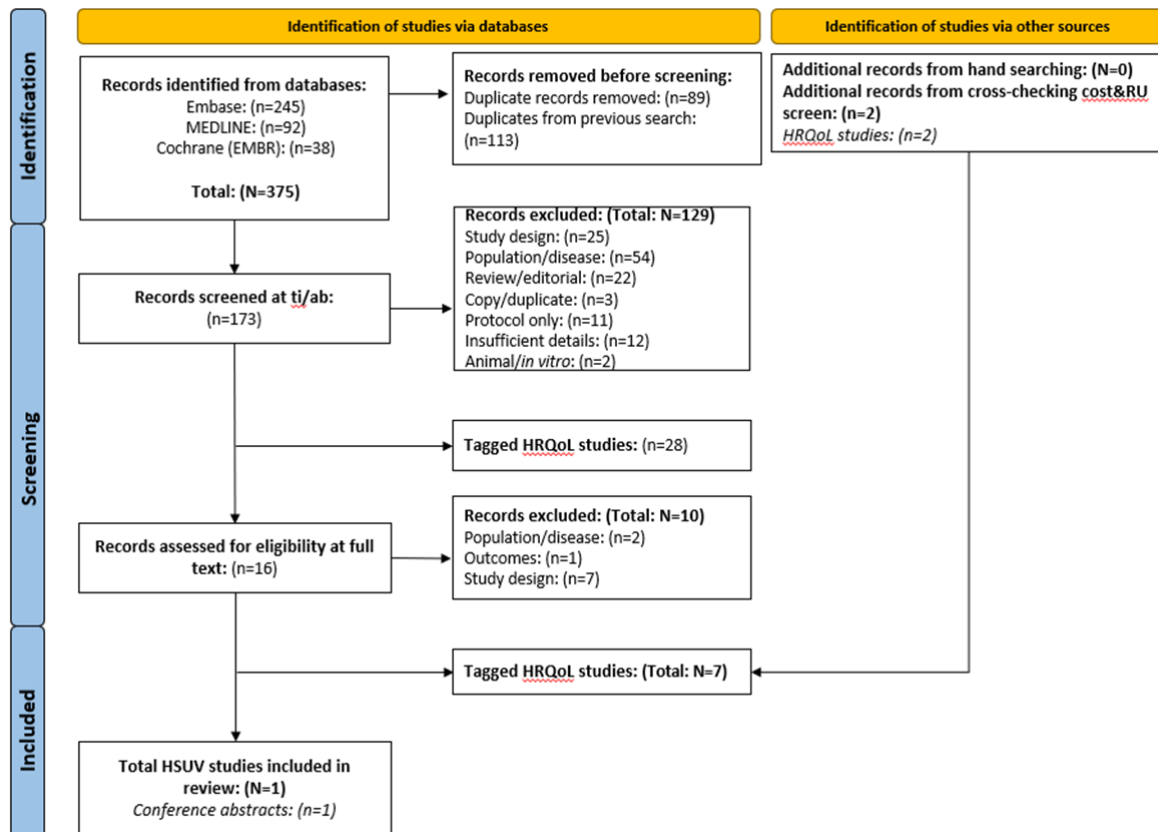 Identification of studies via databases
Identification of studies via other sources
Identification
Records identified from databases:
Embase: (n=245)
MEDLINE: (n=92)
Cochrane (EMBR): (n=38)
Total: (N=375)
Records removed before screening:
Duplicate records removed: (n=89)
Duplicates from previous search:
(n=113)
Additional records from hand searching: (N=0)
Additional records from cross-checking cost&RU
screen: (n=2)
HRQoL studies: (n=2)
Screening
Records screened at ti/ab:
(n=173)
Records excluded: (Total: N=129)
Study design: (n=25)
Population/disease: (n=54)
Review/editorial: (n=22)
Copy/duplicate: (n=3)
Protocol only: (n=11)
Insufficient details: (n=12)
Animal/in vitro: (n=2)
Tagged HRQoL studies: (n=28)
Records assessed for eligibility at full
text: (n=16)
Records excluded: (Total: N=10)
Population/disease: (n=2)
Outcomes: (n=1)
Study design: (n=7)
Included
Tagged HRQoL studies: (Total: N=7)
Total HSUV studies included in
review: (N=1)
Conference abstracts: (n=1)